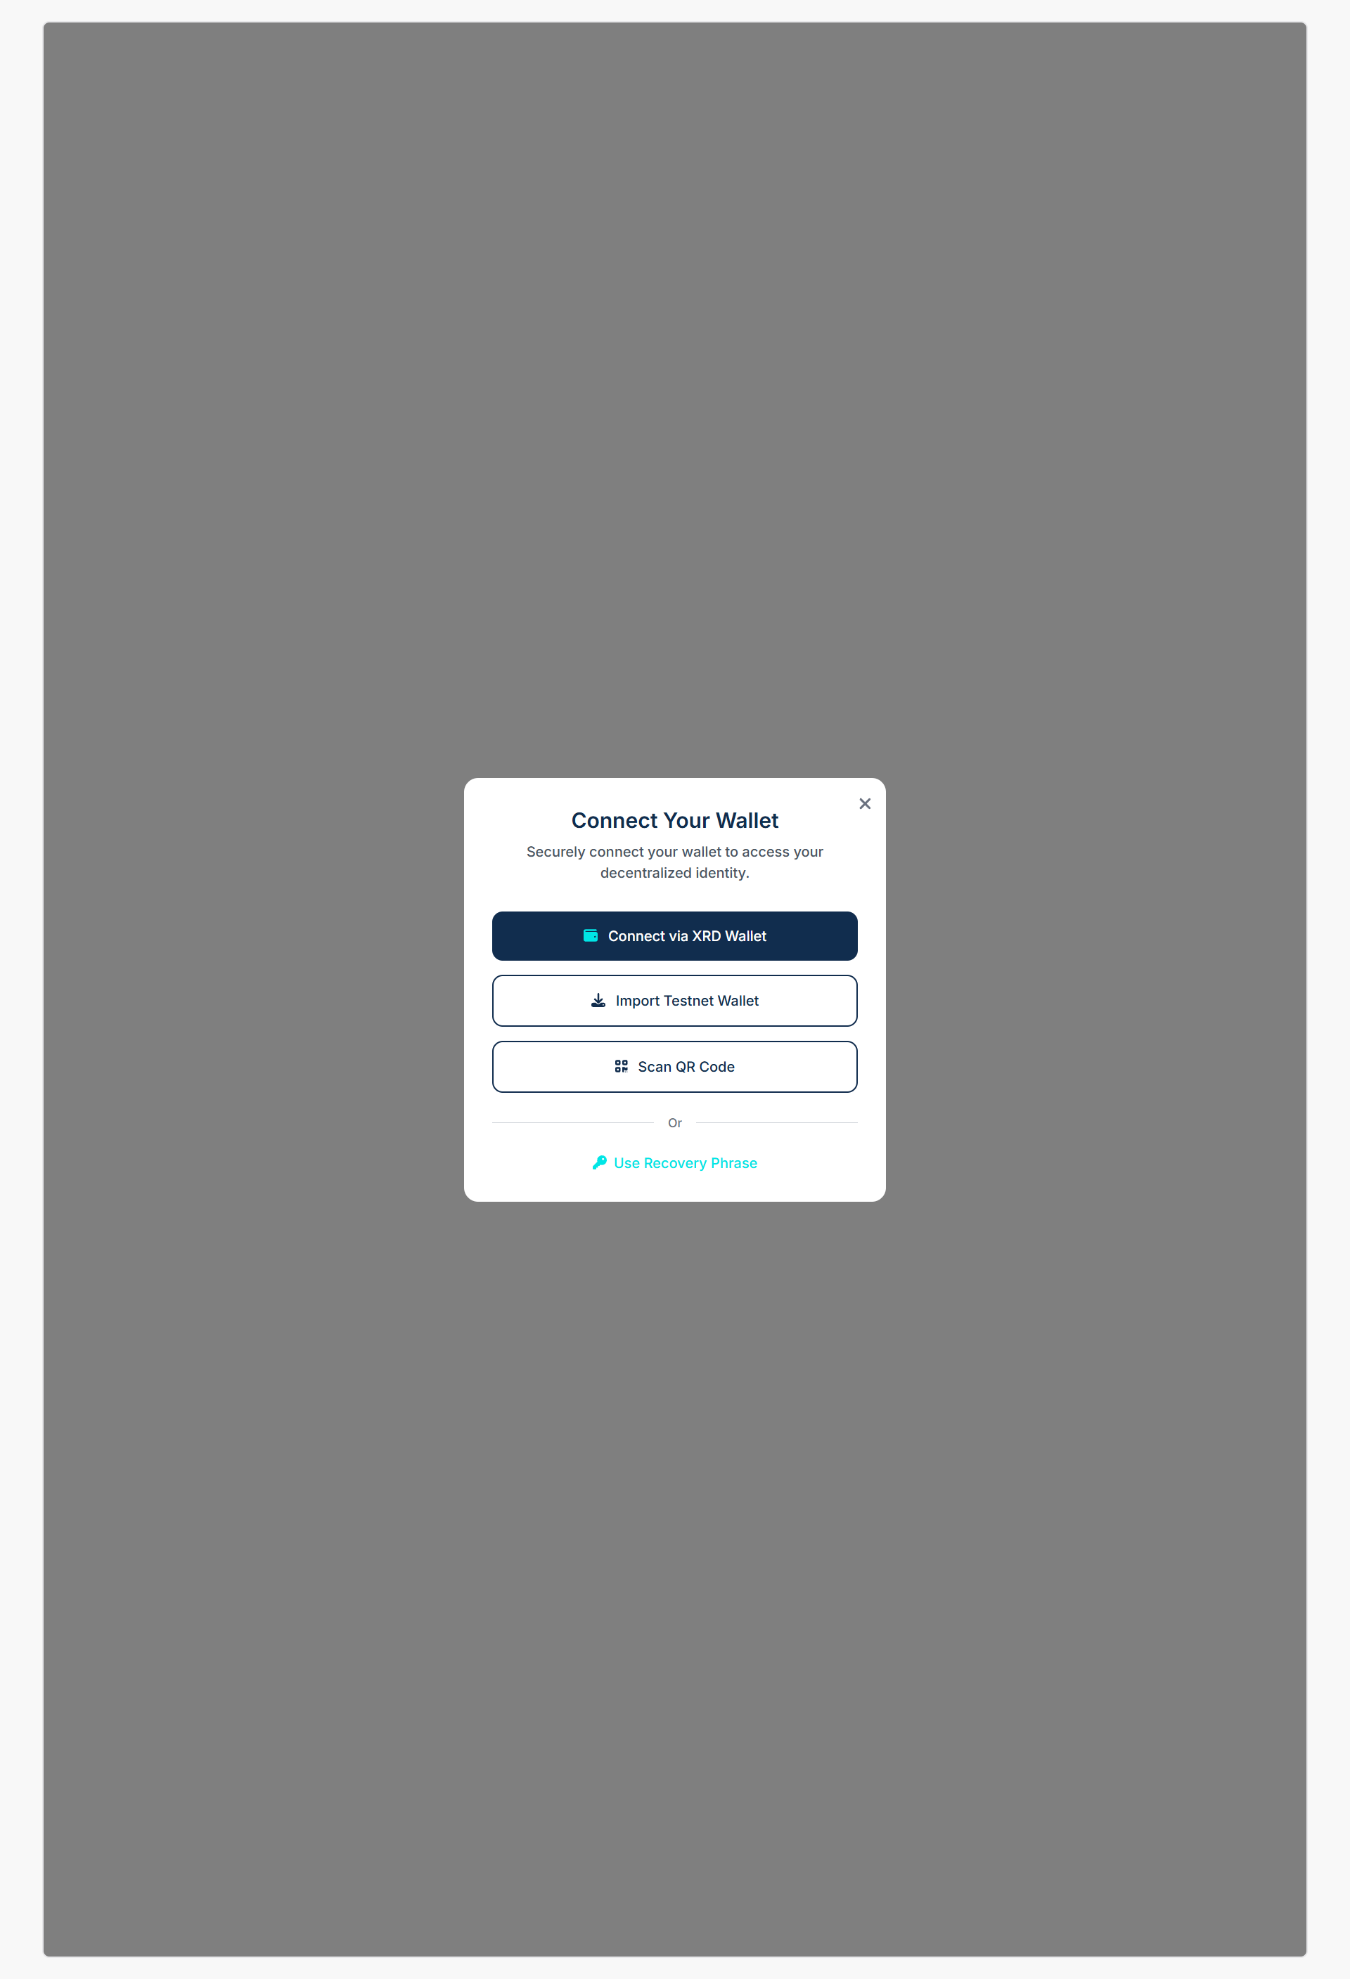 Connect Your Wallet
Securely connect your wallet to access your
decentralized identity.
Connect via XRD Wallet
Import Testnet Wallet
Scan QR Code
Or
Use Recovery Phrase